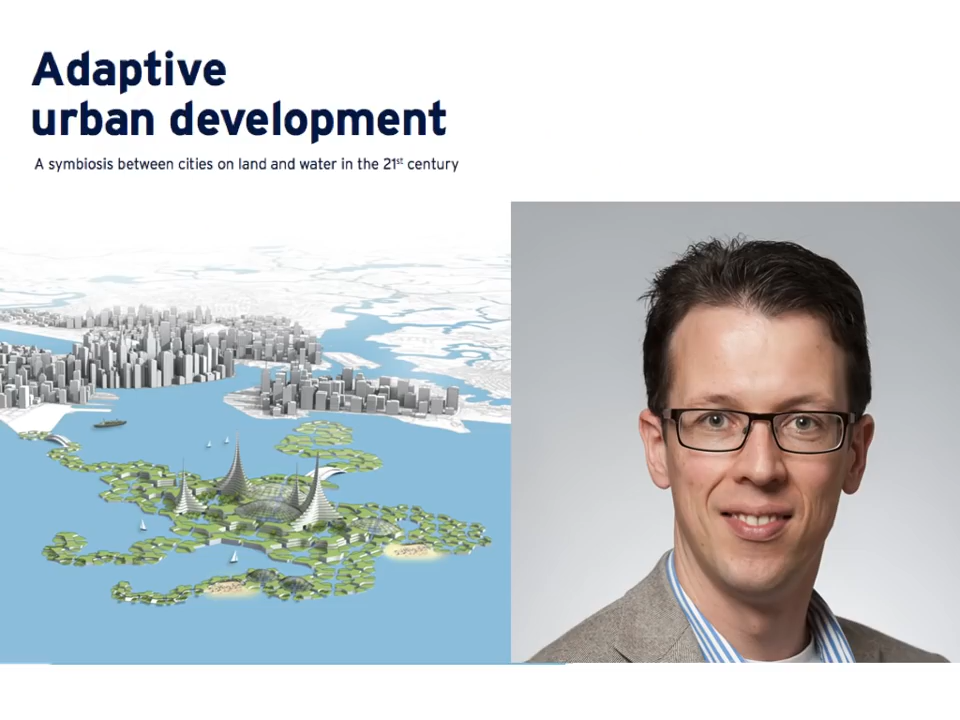 Adaptive
urban development
A symbiosis between cities on land and water in the 21st century